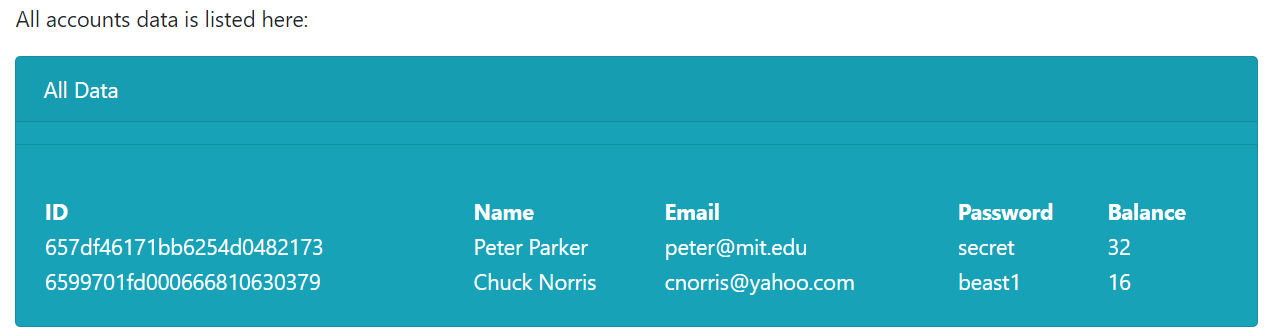 All accounts data is listed here:
All Data
ID Name Email Password Balance
657df46171bb6254d0482173 Peter Parker peter@mit.edu secret 32
6599701fd000666810630379 Chuck Norris cnorris@yahoo.com beast1 16